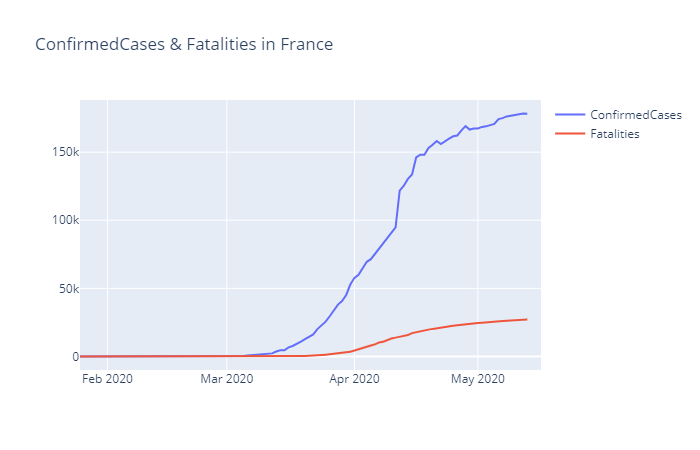 ConfirmedCases & Fatalities in France
ConfirmedCases
Fatalities
150k
100k
50k
0
Feb 2020
Mar 2020
Apr 2020
May 2020